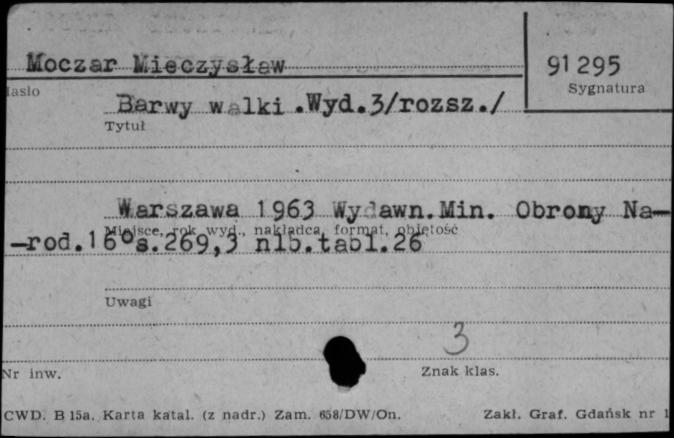 Moczar Mieczysław
91 295
Hasło
Sygnatura
Barwy walki .Wyd.3/rozsz./
Tytuł
Warszawa 1963 Wydawn.Min. Obrony Na-
Miejsce, rok wyd., nakładca, format, objętość
-rod.16°s.269,3 nlb.tabl.26
Uwagi
3
Nr inw.
Znak klas.
CWD. B 15a. Karta katal. (z nadr.) Zam. 658/DW/On.
Zakł. Graf. Gdańsk nr 1